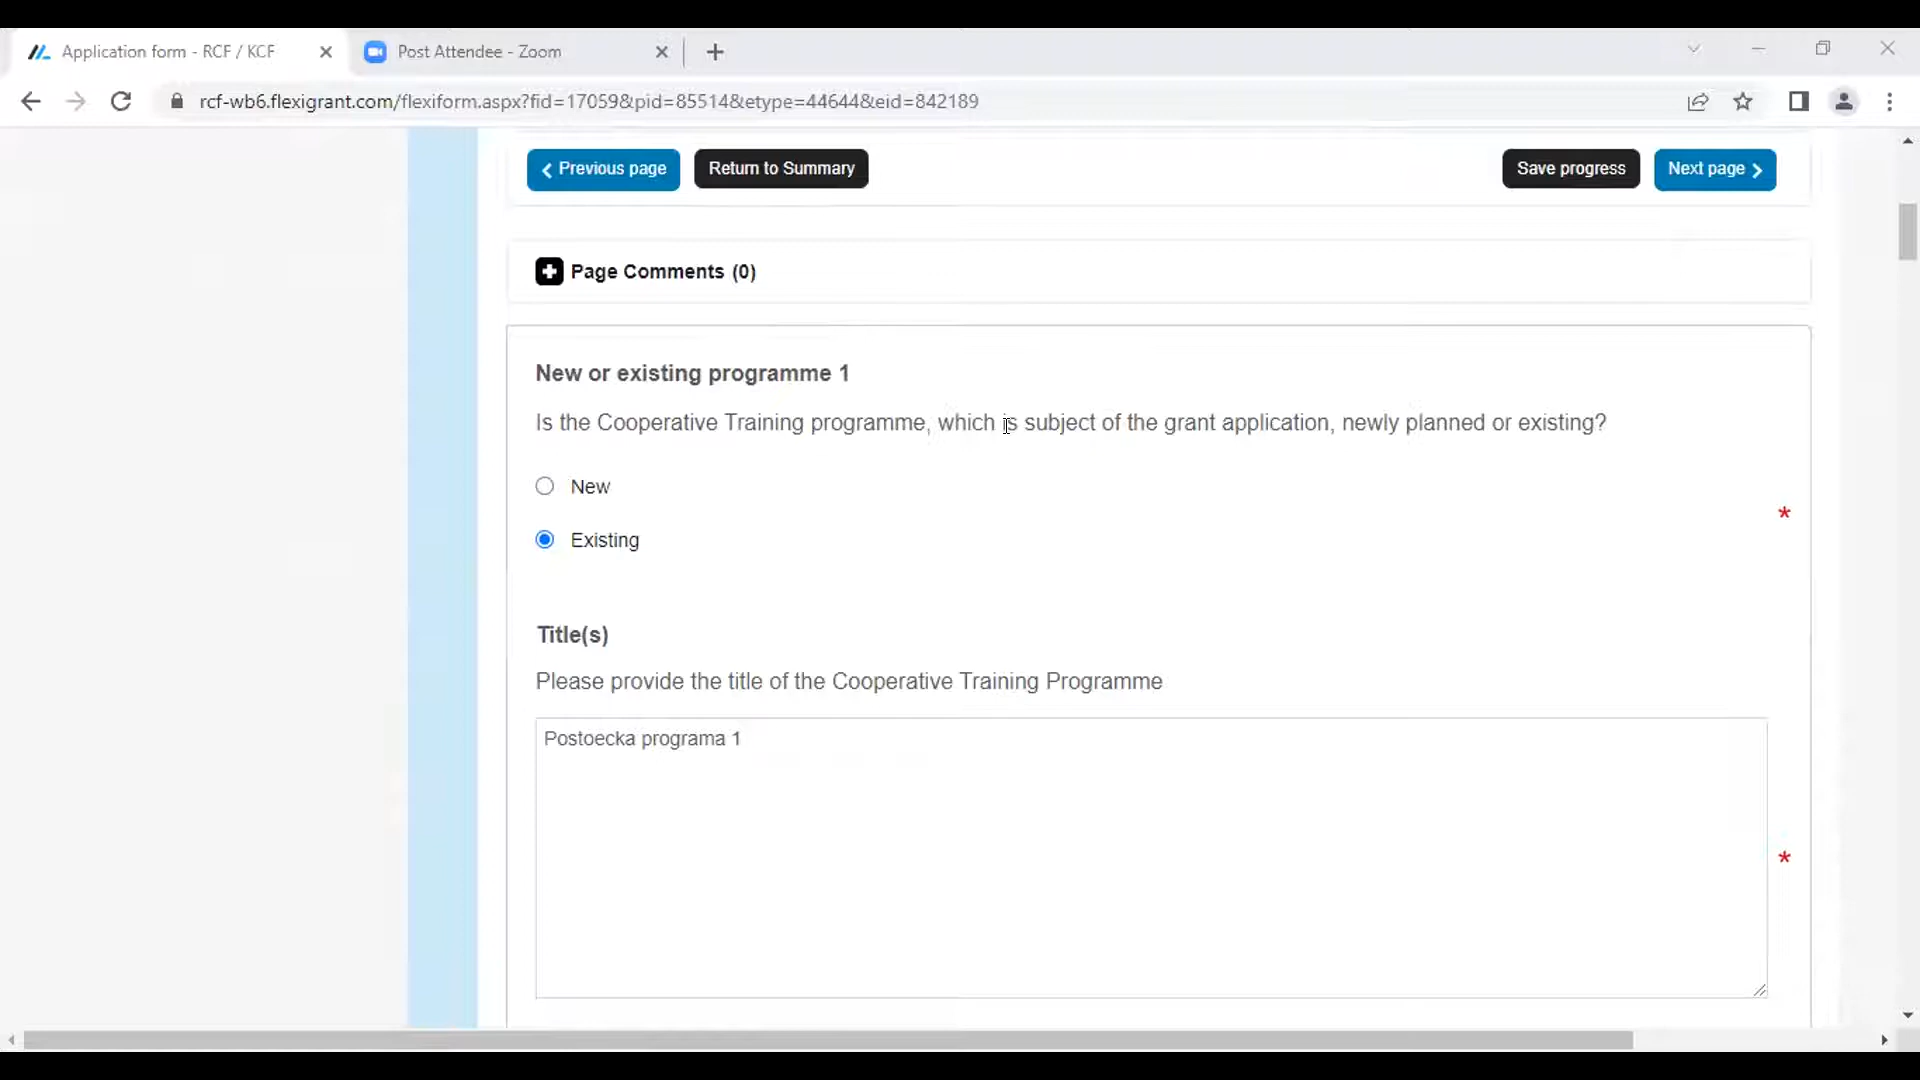 Application form - RCF / KCF
Post Attendee - Zoom
rcf-wb6.flexigrant.com/flexiform.aspx?fid=17059&pid=85514&etype=44644&eid=842189
Previous page
Return to Summary
Save progress
Next page
Page Comments (0)
New or existing programme 1
Is the Cooperative Training programme, which is subject of the grant application, newly planned or existing?
New
*
Existing
Title(s)
Please provide the title of the Cooperative Training Programme
Postoecka programa 1
*